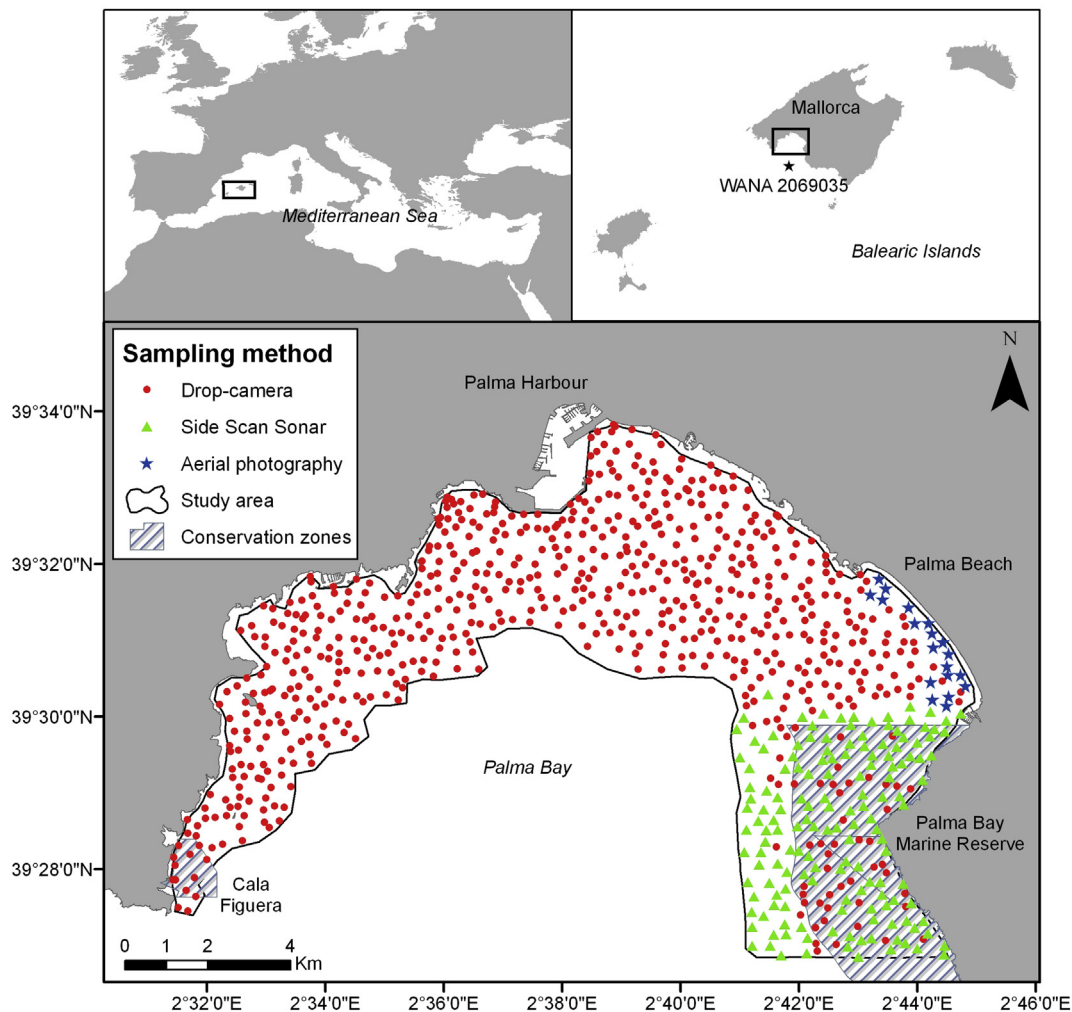 Mediterranean Sea
Mallorca
WANA 2069035
Balearic Islands
Sampling method
Drop-camera
Side Scan Sonar
Aerial photography
Study area
Conservation zones
Palma Harbour
N
Palma Beach
Palma Bay
Palma Bay
Marine Reserve
Cala
Figuera
39°34'0"N
39°32'0"N
39°30'0"N
39°28'0"N
0 1 2 4
Km
2°32'0"E 2°34'0"E 2°36'0"E 2°38'0"E 2°40'0"E 2°42'0"E 2°44'0"E 2°46'0"E